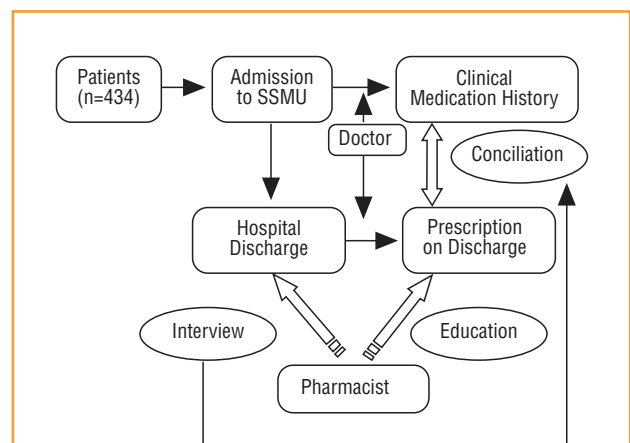 Patients
(n=434)
Admission
to SSMU
Clinical
Medication History
Doctor
Conciliation
Hospital
Discharge
Prescription
on Discharge
Interview
Education
Pharmacist